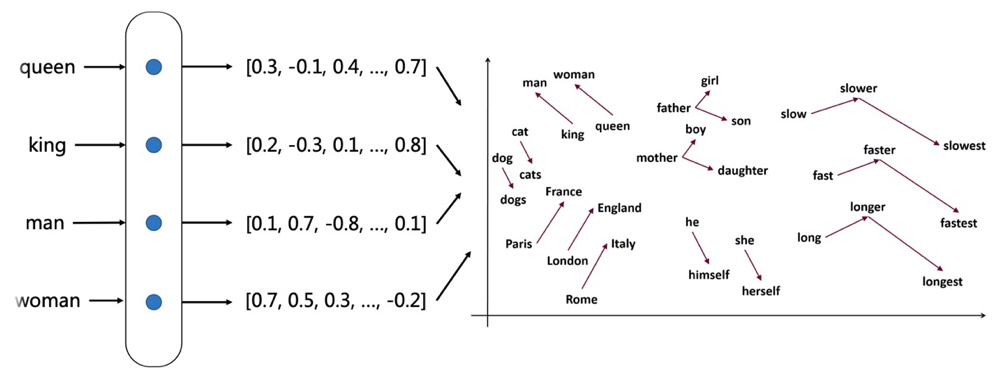 queen
[0.3, -0.1, 0.4, ..., 0.7]
king
[0.2, -0.3, 0.1, ..., 0.8]
man
[0.1, 0.7, -0.8, ..., 0.1]
woman
[0.7, 0.5, 0.3, ..., -0.2]
man
woman
king
queen
cat
cats
dog
dogs
France
England
Italy
Paris
London
Rome
girl
father
son
boy
mother
daughter
he
himself
she
herself
slower
slow
slowest
faster
fast
fastest
longer
long
longest